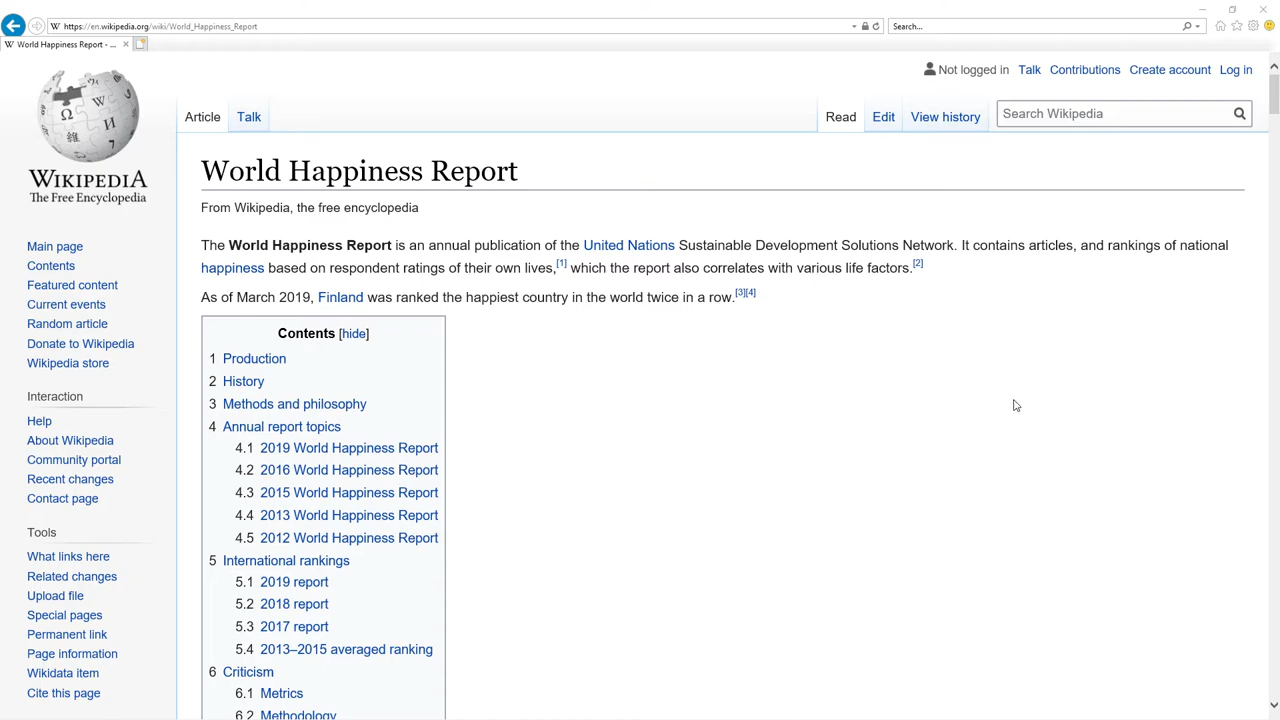 https://en.wikipedia.org/wiki/World_Happiness_Report
Search...
World Happiness Report - ...
Not logged in Talk Contributions Create account Log in
Article Talk Read Edit View history Search Wikipedia
Ω W И 維 7
WIKIPEDIA
The Free Encyclopedia
Main page
Contents
Featured content
Current events
Random article
Donate to Wikipedia
Wikipedia store
Interaction
Help
About Wikipedia
Community portal
Recent changes
Contact page
Tools
What links here
Related changes
Upload file
Special pages
Permanent link
Page information
Wikidata item
Cite this page
World Happiness Report
From Wikipedia, the free encyclopedia
The World Happiness Report is an annual publication of the United Nations Sustainable Development Solutions Network. It contains articles, and rankings of national
happiness based on respondent ratings of their own lives,[1] which the report also correlates with various life factors.[2]
As of March 2019, Finland was ranked the happiest country in the world twice in a row.[3][4]
Contents [hide]
1 Production
2 History
3 Methods and philosophy
4 Annual report topics
4.1 2019 World Happiness Report
4.2 2016 World Happiness Report
4.3 2015 World Happiness Report
4.4 2013 World Happiness Report
4.5 2012 World Happiness Report
5 International rankings
5.1 2019 report
5.2 2018 report
5.3 2017 report
5.4 2013–2015 averaged ranking
6 Criticism
6.1 Metrics
6.2 Methodology